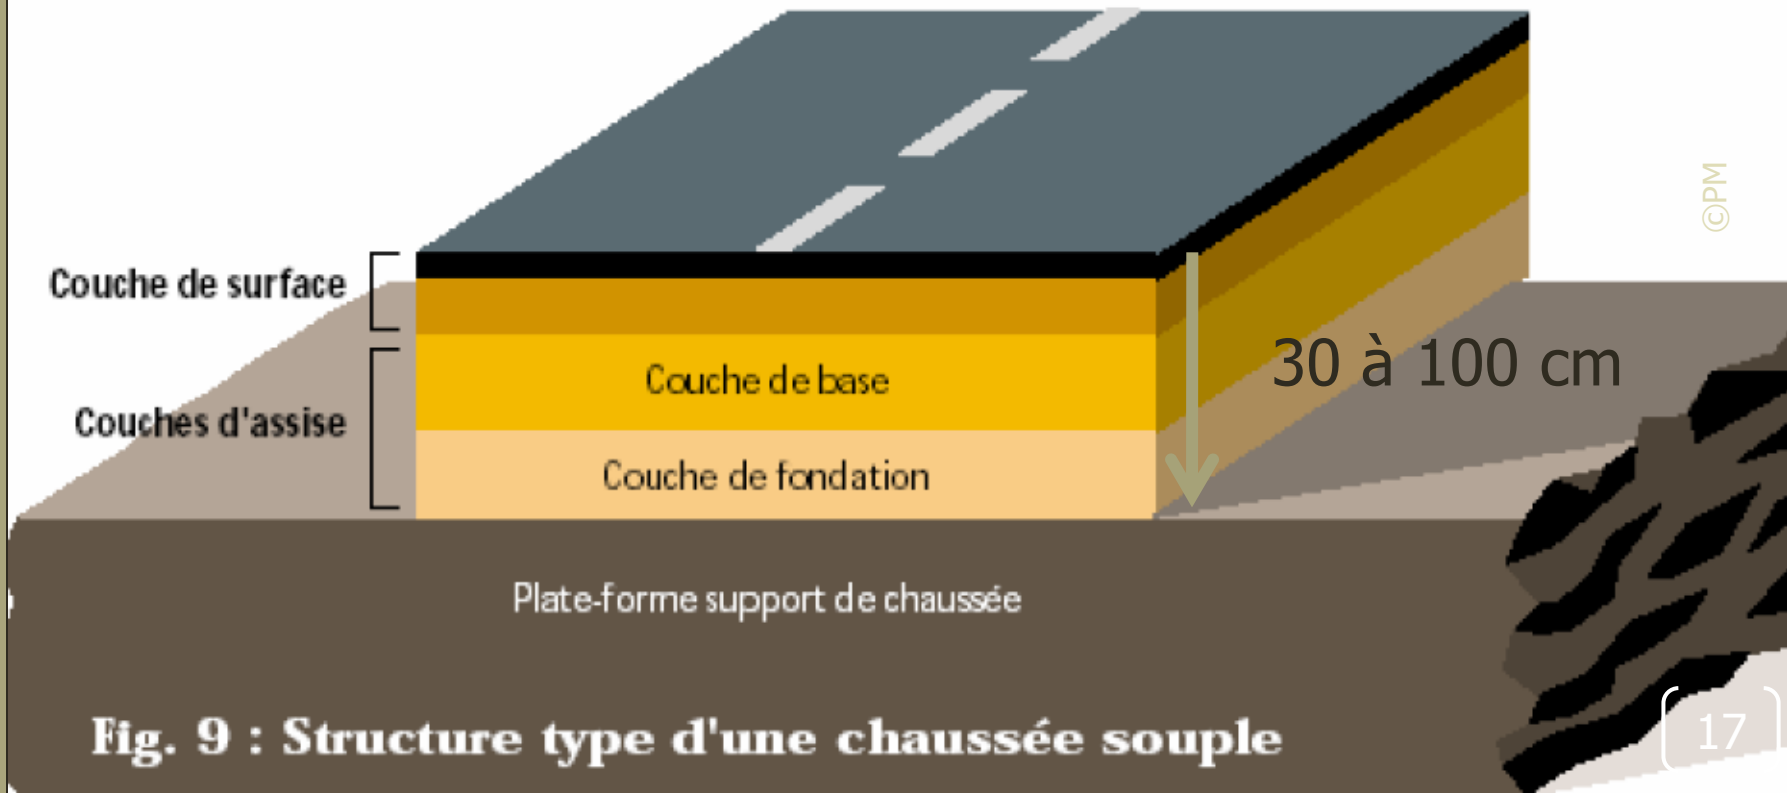 ©PM
Couche de surface
30 à 100 cm
Couche de base
Couches d'assise
Couche de fondation
Plate-forme support de chaussée
Fig. 9 : Structure type d'une chaussée souple
17